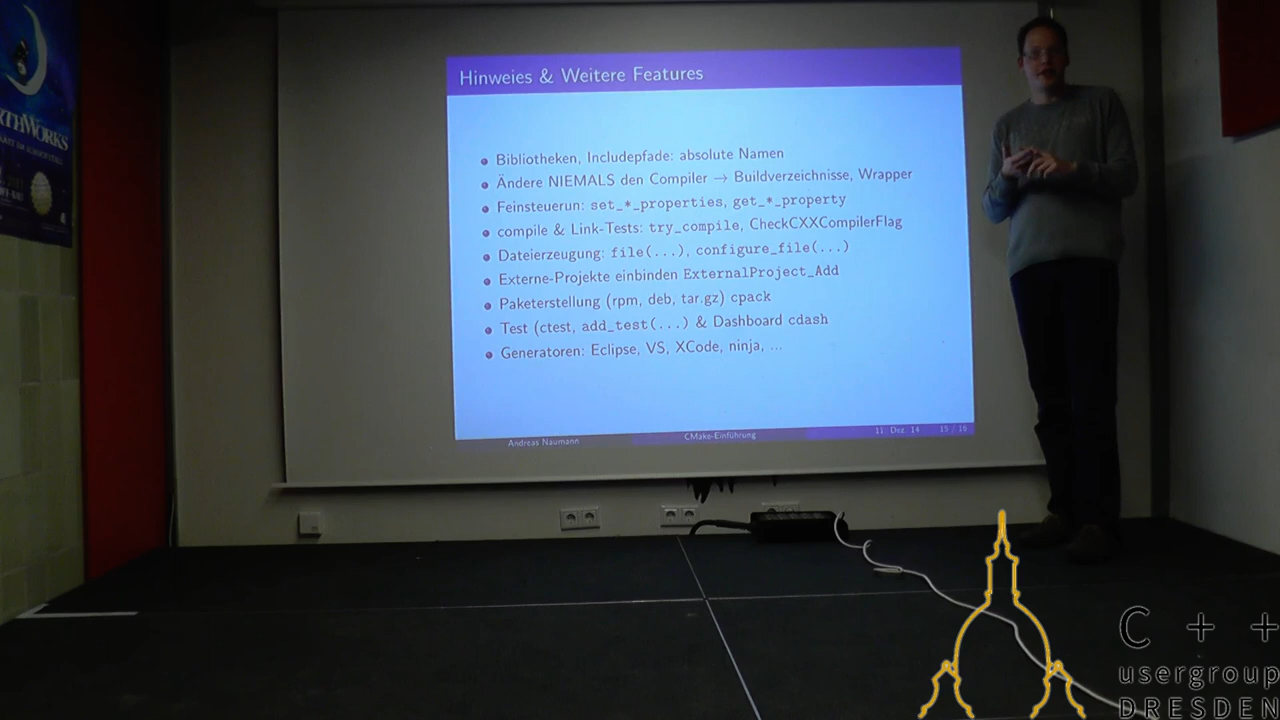 RTHWORKS
Hinweies & Weitere Features
Bibliotheken, Includepfade: absolute Namen
Ändere NIEMALS den Compiler → Buildverzeichnisse, Wrapper
Feinsteuerun: set_*_properties, get_*_property
compile & Link-Tests: try_compile, CheckCXXCompilerFlag
Dateierzeugung: file(...), configure_file(...)
Externe-Projekte einbinden ExternalProject_Add
Paketerstellung (rpm, deb, tar.gz) cpack
Test (ctest, add_test(...) & Dashboard cdash
Generatoren: Eclipse, VS, XCode, ninja, ...
Andreas Naumann CMake-Einführung 11. Dez. 14 15 / 16
C + +
usergroup
DRESDEN